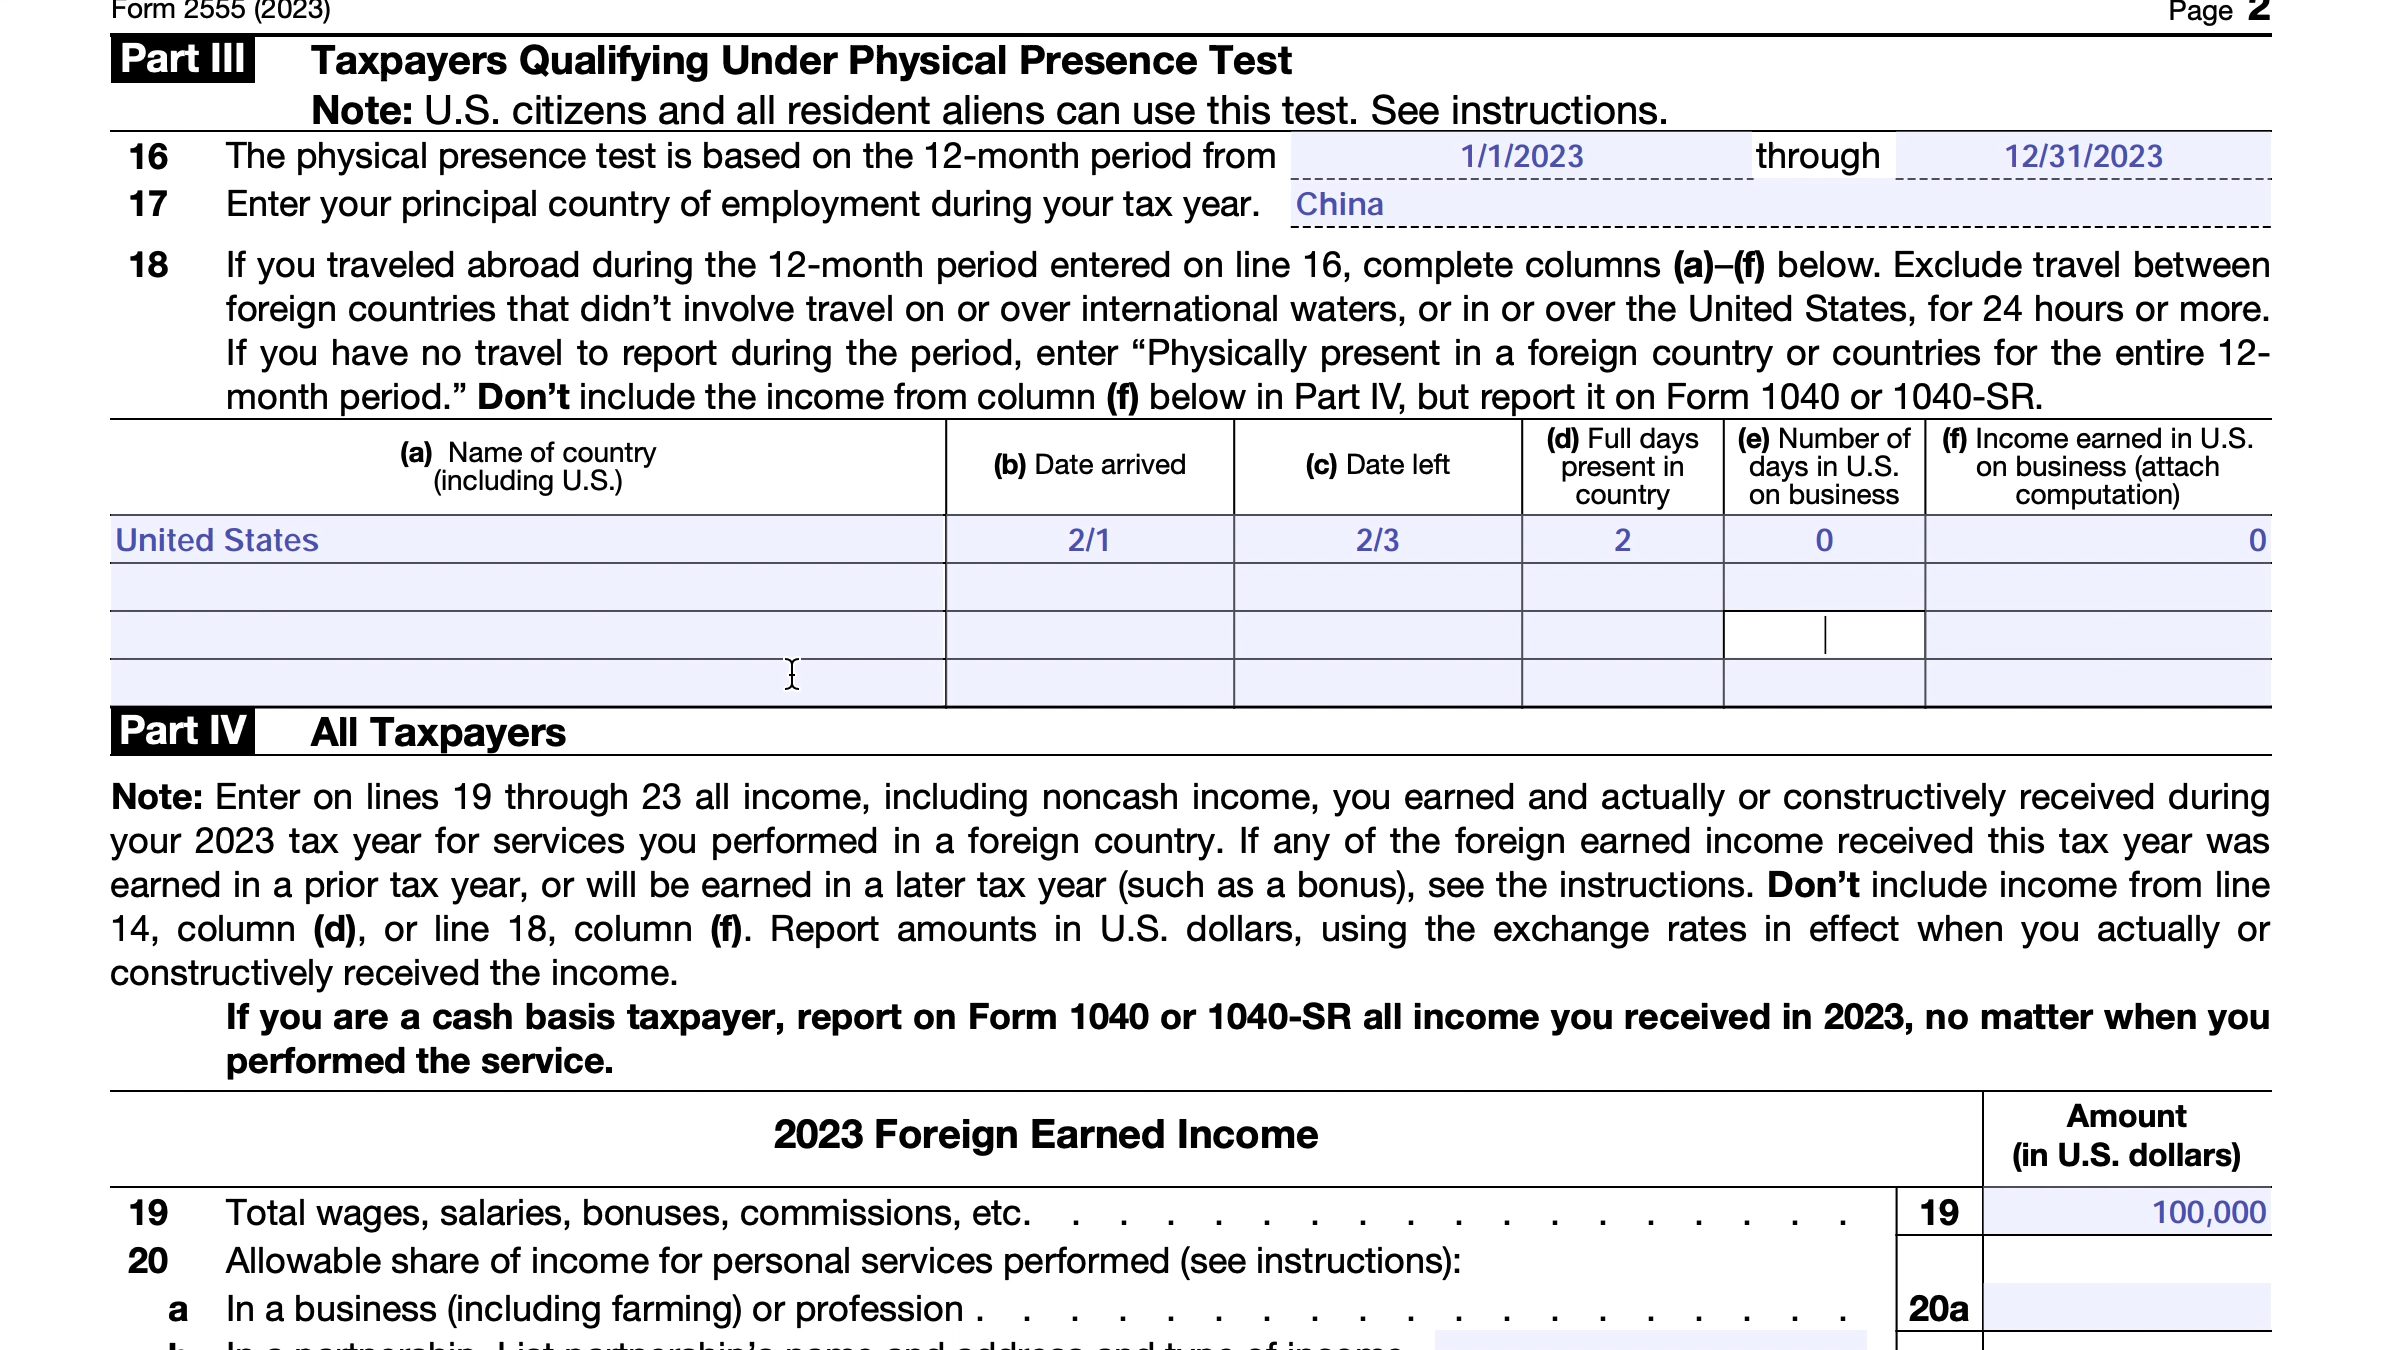 Form 2555 (2023) Page 2
Part III Taxpayers Qualifying Under Physical Presence Test
Note: U.S. citizens and all resident aliens can use this test. See instructions.
16 The physical presence test is based on the 12-month period from 1/1/2023 through 12/31/2023
17 Enter your principal country of employment during your tax year. China
18 If you traveled abroad during the 12-month period entered on line 16, complete columns (a)–(f) below. Exclude travel between
foreign countries that didn’t involve travel on or over international waters, or in or over the United States, for 24 hours or more.
If you have no travel to report during the period, enter “Physically present in a foreign country or countries for the entire 12-
month period.” Don’t include the income from column (f) below in Part IV, but report it on Form 1040 or 1040-SR.
(a) Name of country
(including U.S.)
(b) Date arrived
(c) Date left
(d) Full days
present in
country
(e) Number of
days in U.S.
on business
(f) Income earned in U.S.
on business (attach
computation)
United States 2/1 2/3 2 0 0
Part IV All Taxpayers
Note: Enter on lines 19 through 23 all income, including noncash income, you earned and actually or constructively received during
your 2023 tax year for services you performed in a foreign country. If any of the foreign earned income received this tax year was
earned in a prior tax year, or will be earned in a later tax year (such as a bonus), see the instructions. Don’t include income from line
14, column (d), or line 18, column (f). Report amounts in U.S. dollars, using the exchange rates in effect when you actually or
constructively received the income.
If you are a cash basis taxpayer, report on Form 1040 or 1040-SR all income you received in 2023, no matter when you
performed the service.
2023 Foreign Earned Income
Amount
(in U.S. dollars)
19 Total wages, salaries, bonuses, commissions, etc. . . . . . . . . . . . . . . . . . 19 100,000
20 Allowable share of income for personal services performed (see instructions):
a In a business (including farming) or profession . . . . . . . . . . . . . . . . . . . 20a
b In a partnership. List partnership’s name and address and type of income.